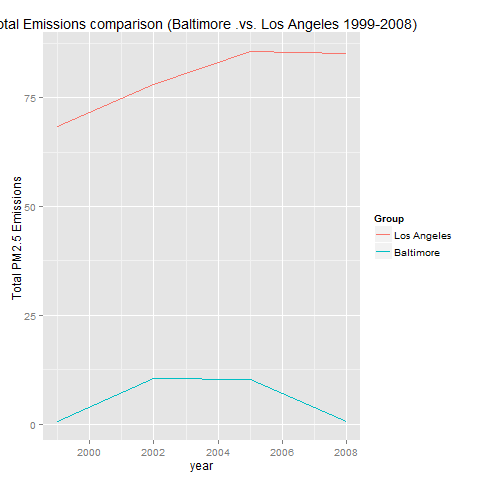 otal Emissions comparison (Baltimore .vs. Los Angeles 1999-2008)
Total PM2.5 Emissions
75
50
25
0
2000 2002 2004 2006 2008
year
Group
Los Angeles
Baltimore